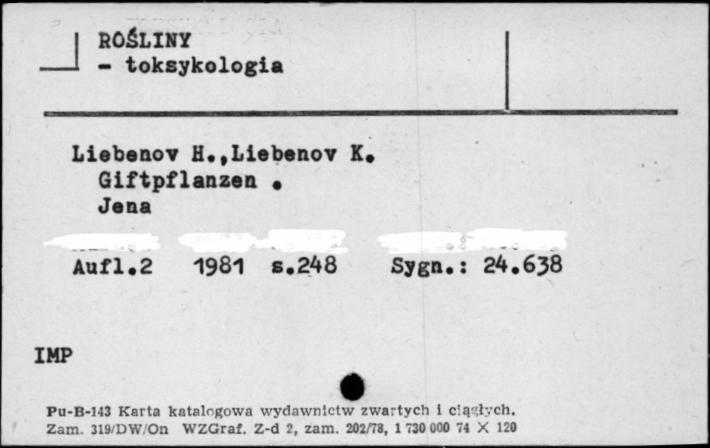 ROŚLINY
- toksykologia
Liebenov H.,Liebenov K.
Giftpflanzen .
Jena
Aufl.2 1981 s.248 Sygn.: 24.638
IMP
Pu-B-143 Karta katalogowa wydawnictw zwartych i ciągłych.
Zam. 319/DW/On WZGraf. Z-d 2, zam. 202/78, 1 730 000 74 X 120